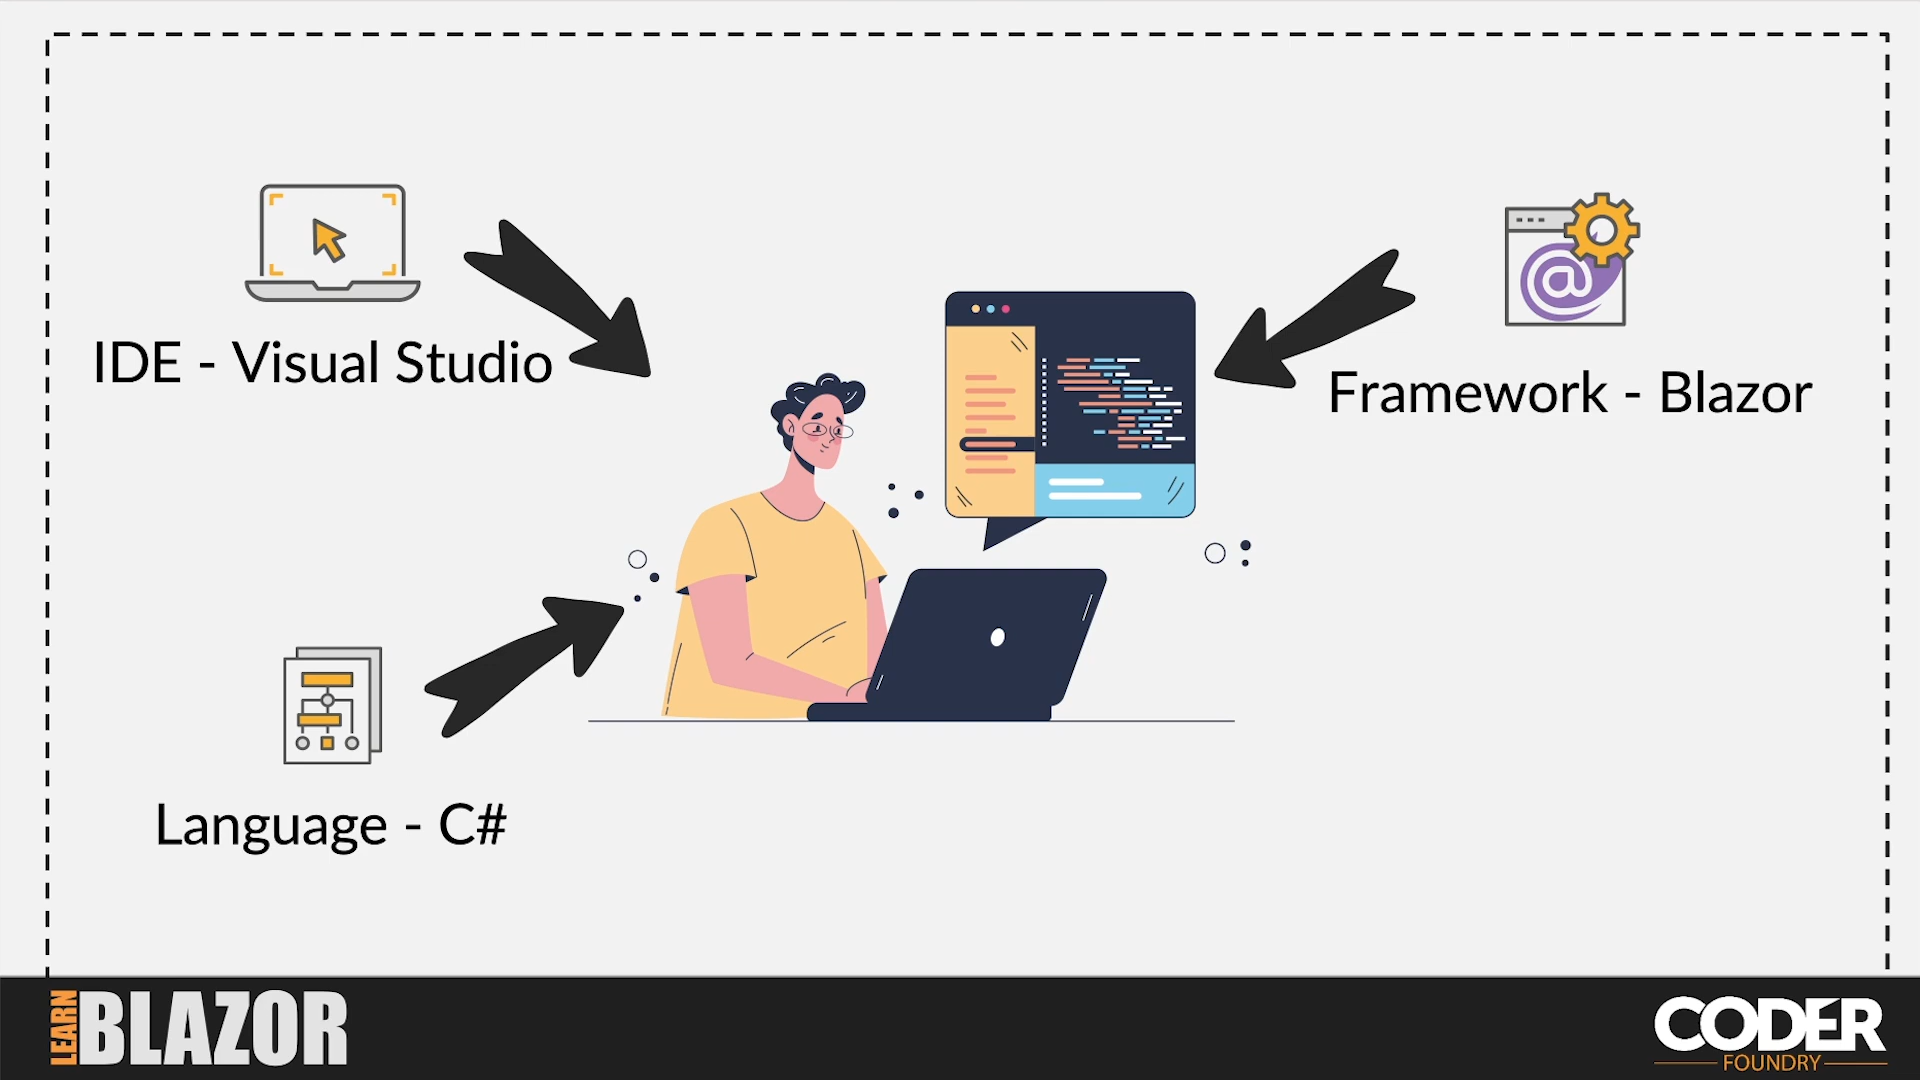 IDE - Visual Studio
Framework - Blazor
@
Language - C#
LEARN
BLAZOR
CODER
FOUNDRY